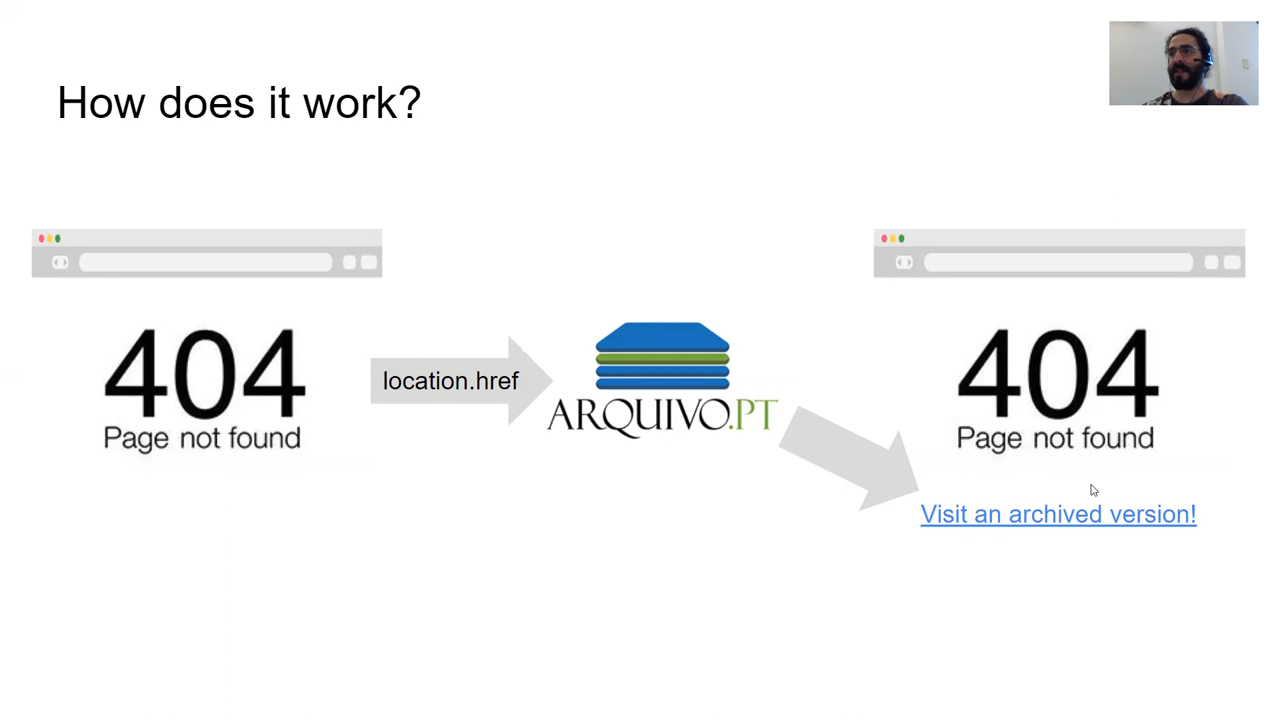 How does it work?
404
Page not found
location.href
ARQUIVO.PT
404
Page not found
Visit an archived version!